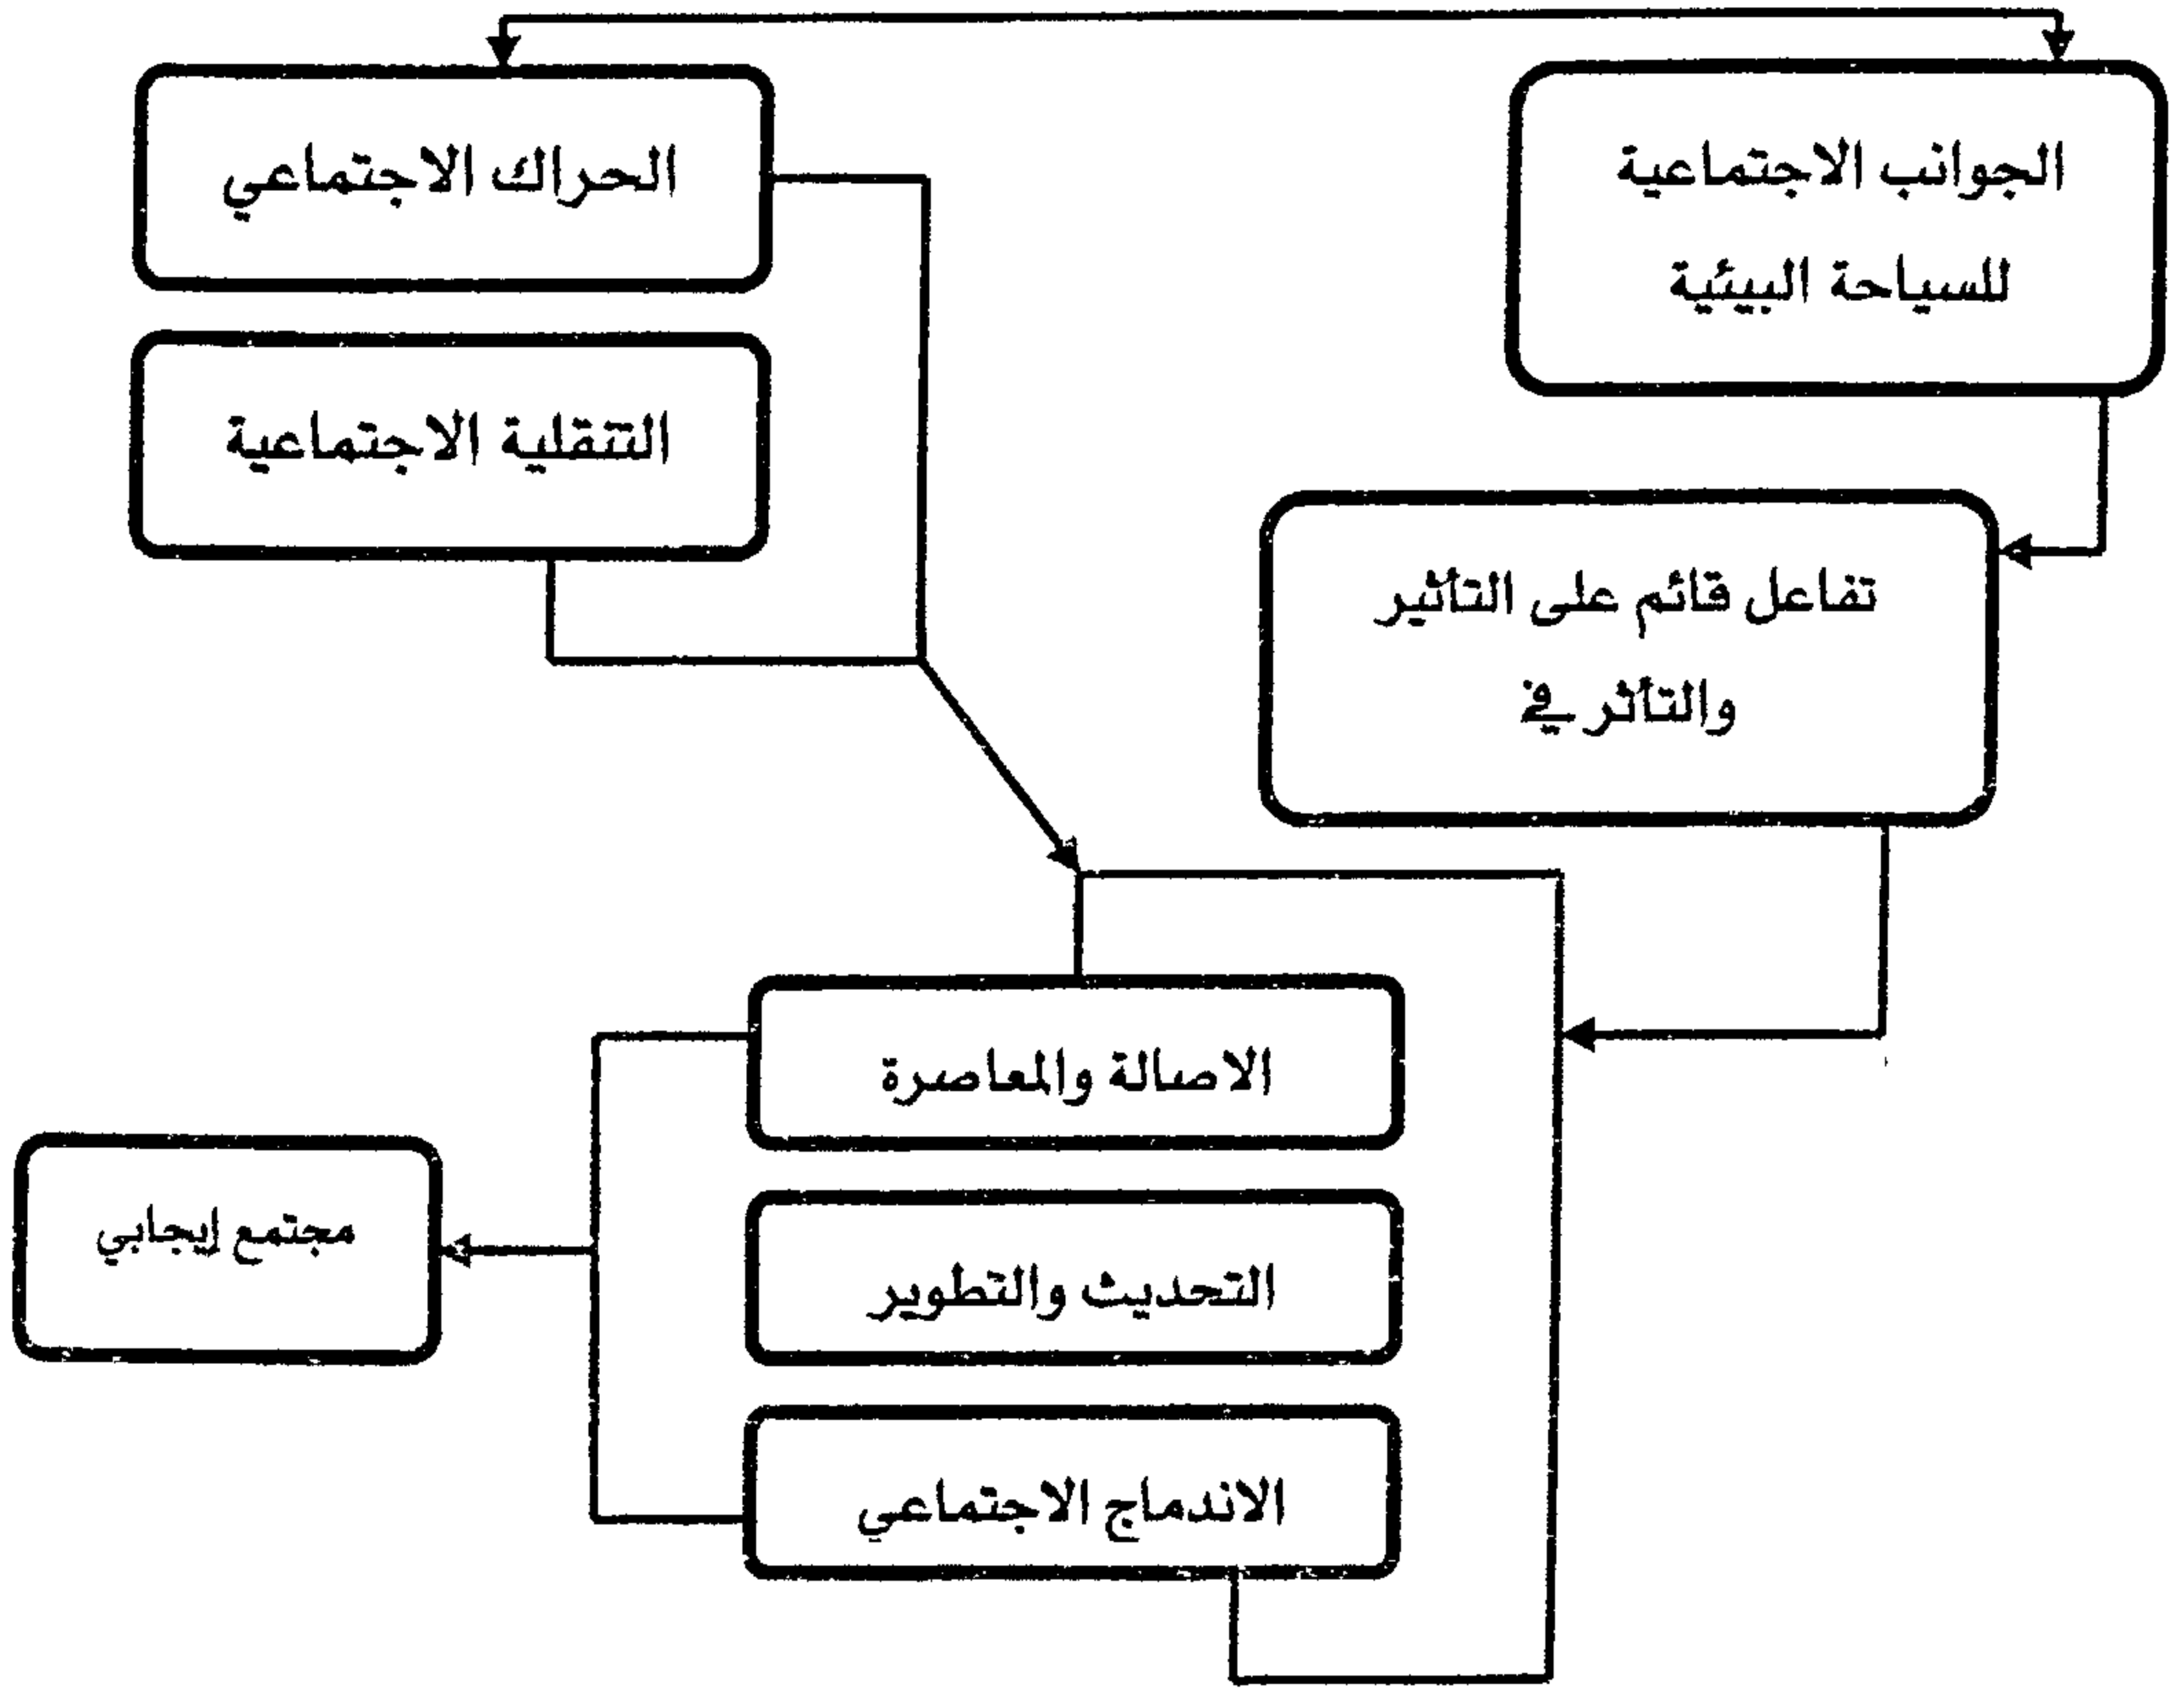 الجوانب الاجتماعية
للسياحة البيئية
الحراك الاجتماعي
التنقلية الاجتماعية
تفاعل قائم على التأثير
والتأثر في
الاصالة والمعاصرة
التحديث والتطوير
الاندماج الاجتماعي
مجتمع إيجابي